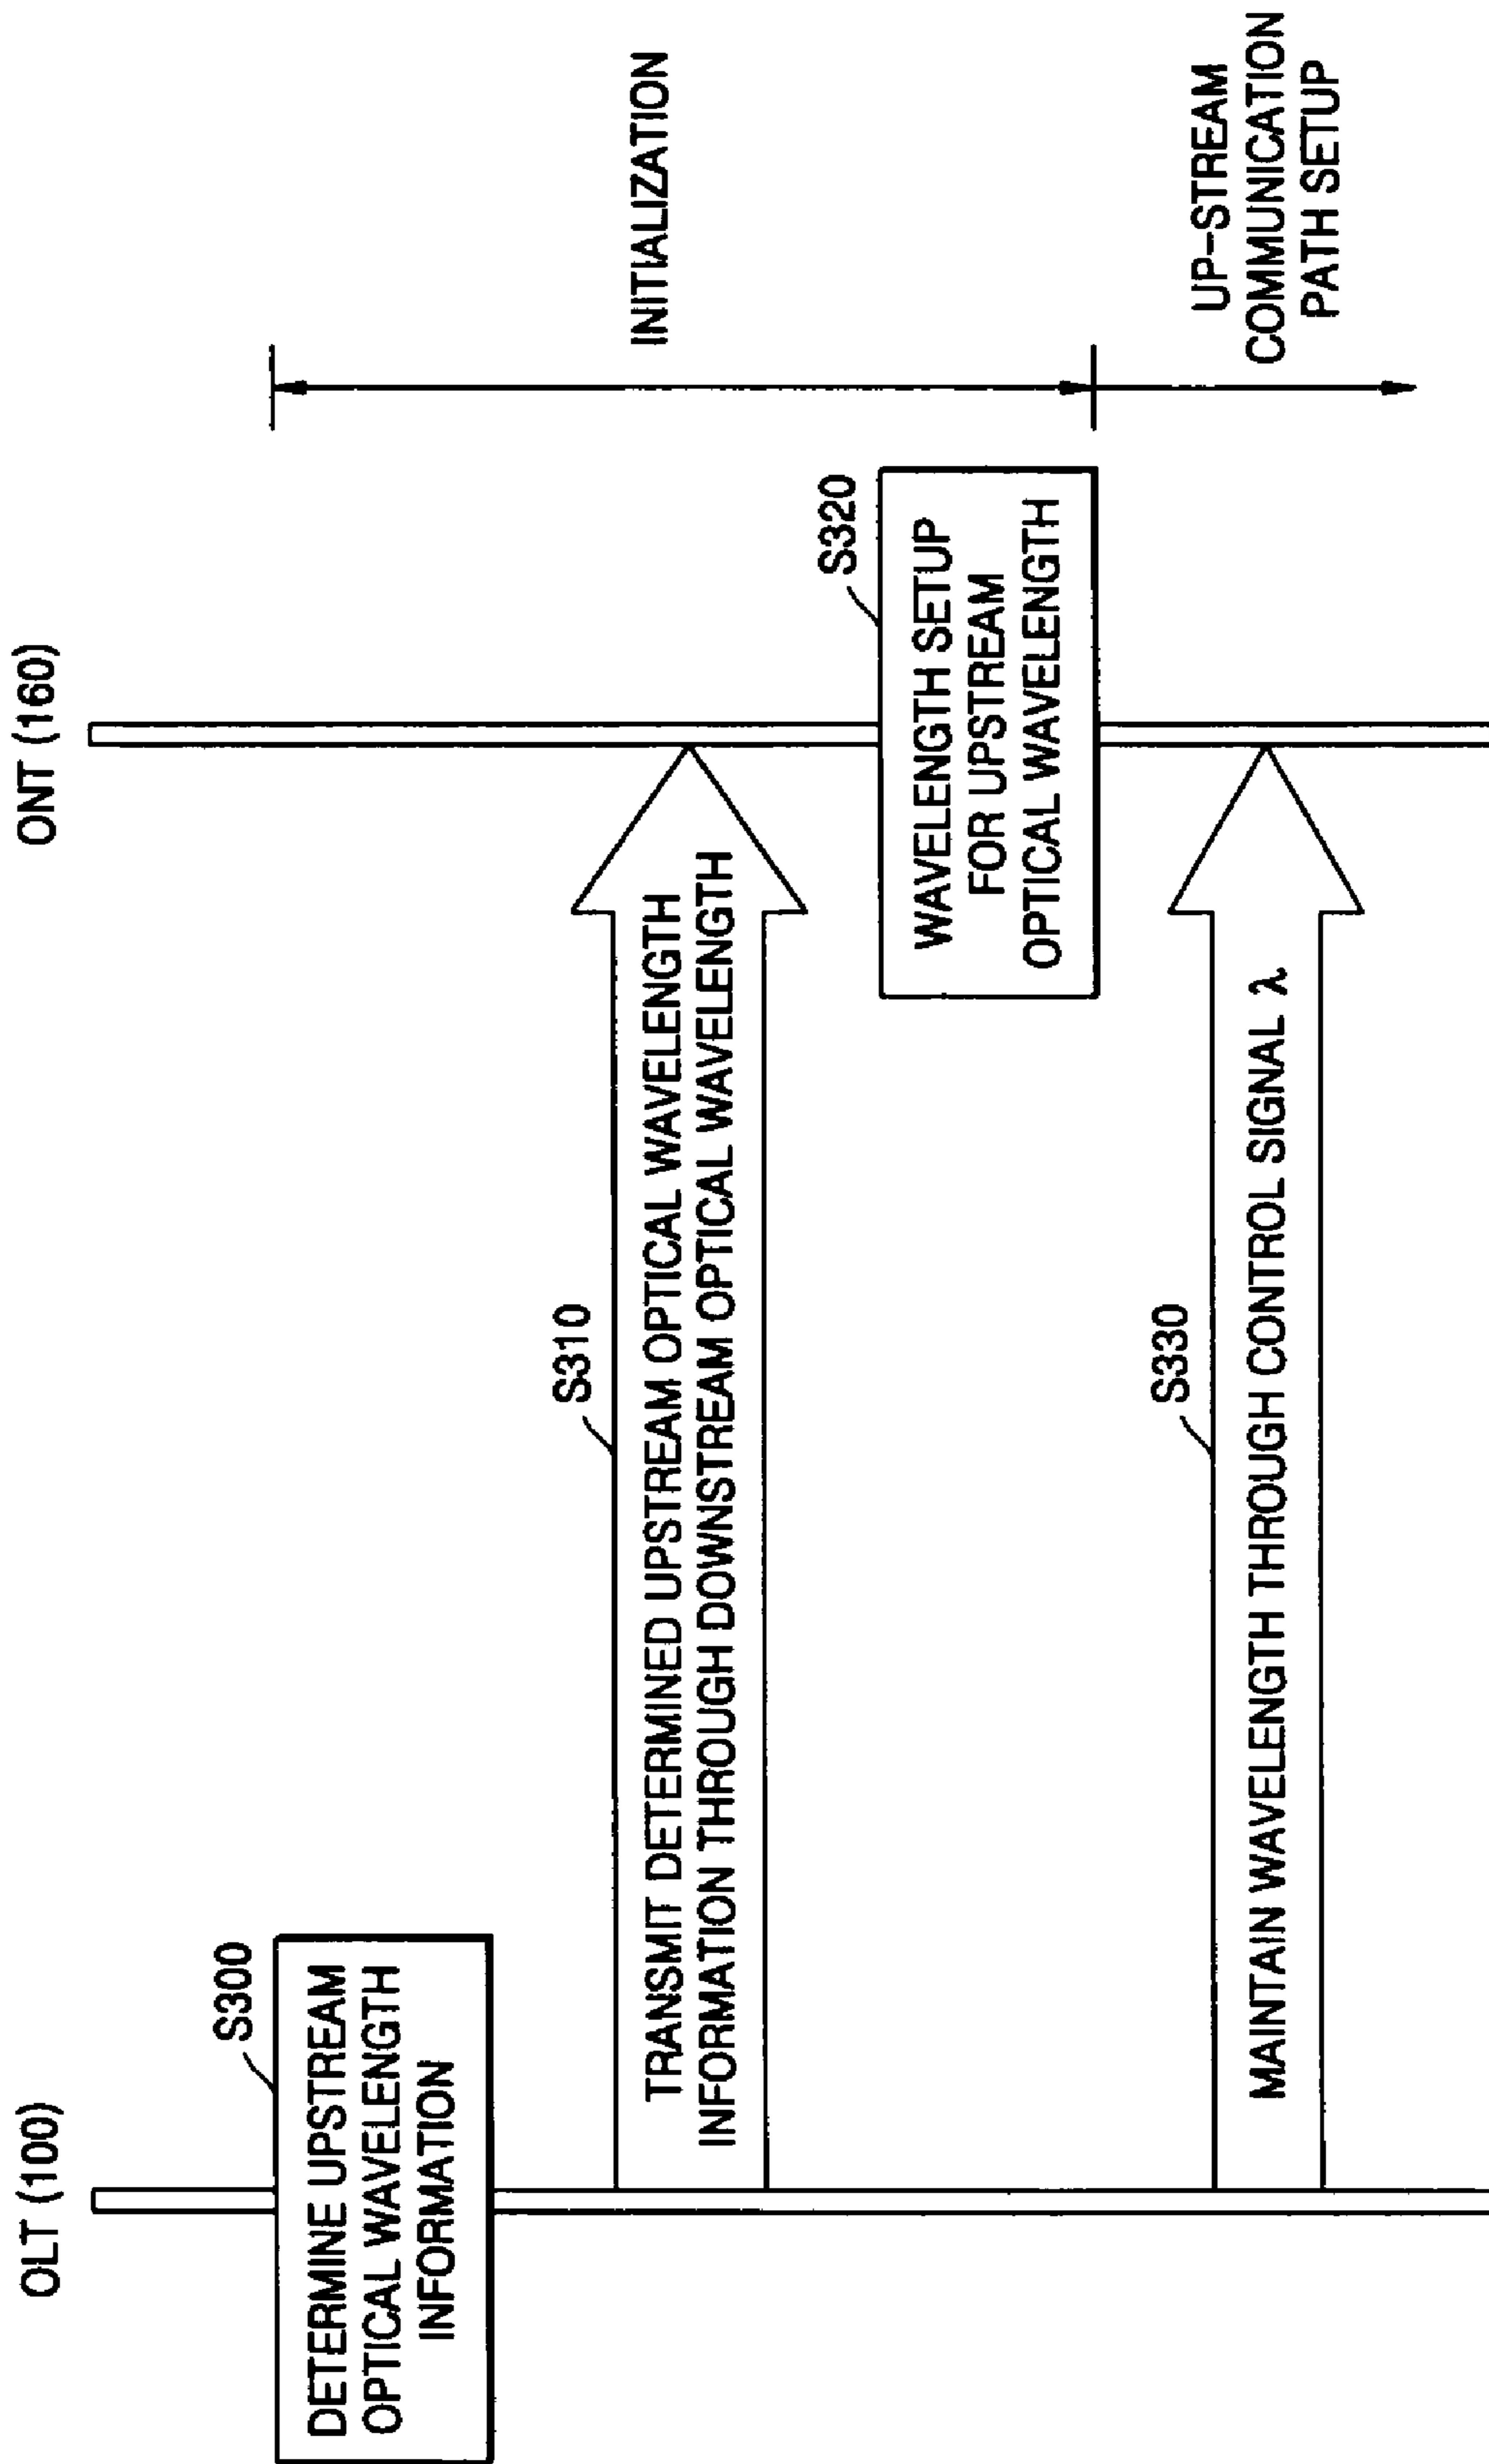 OLT (100)
ONT (160)
S300
DETERMINE UPSTREAM
OPTICAL WAVELENGTH
INFORMATION
INITIALIZATION
S310
TRANSMIT DETERMINED UPSTREAM OPTICAL WAVELENGTH
INFORMATION THROUGH DOWNSTREAM OPTICAL WAVELENGTH
S320
WAVELENGTH SETUP
FOR UPSTREAM
OPTICAL WAVELENGTH
S330
MAINTAIN WAVELENGTH THROUGH CONTROL SIGNAL λ
UP-STREAM
COMMUNICATION
PATH SETUP